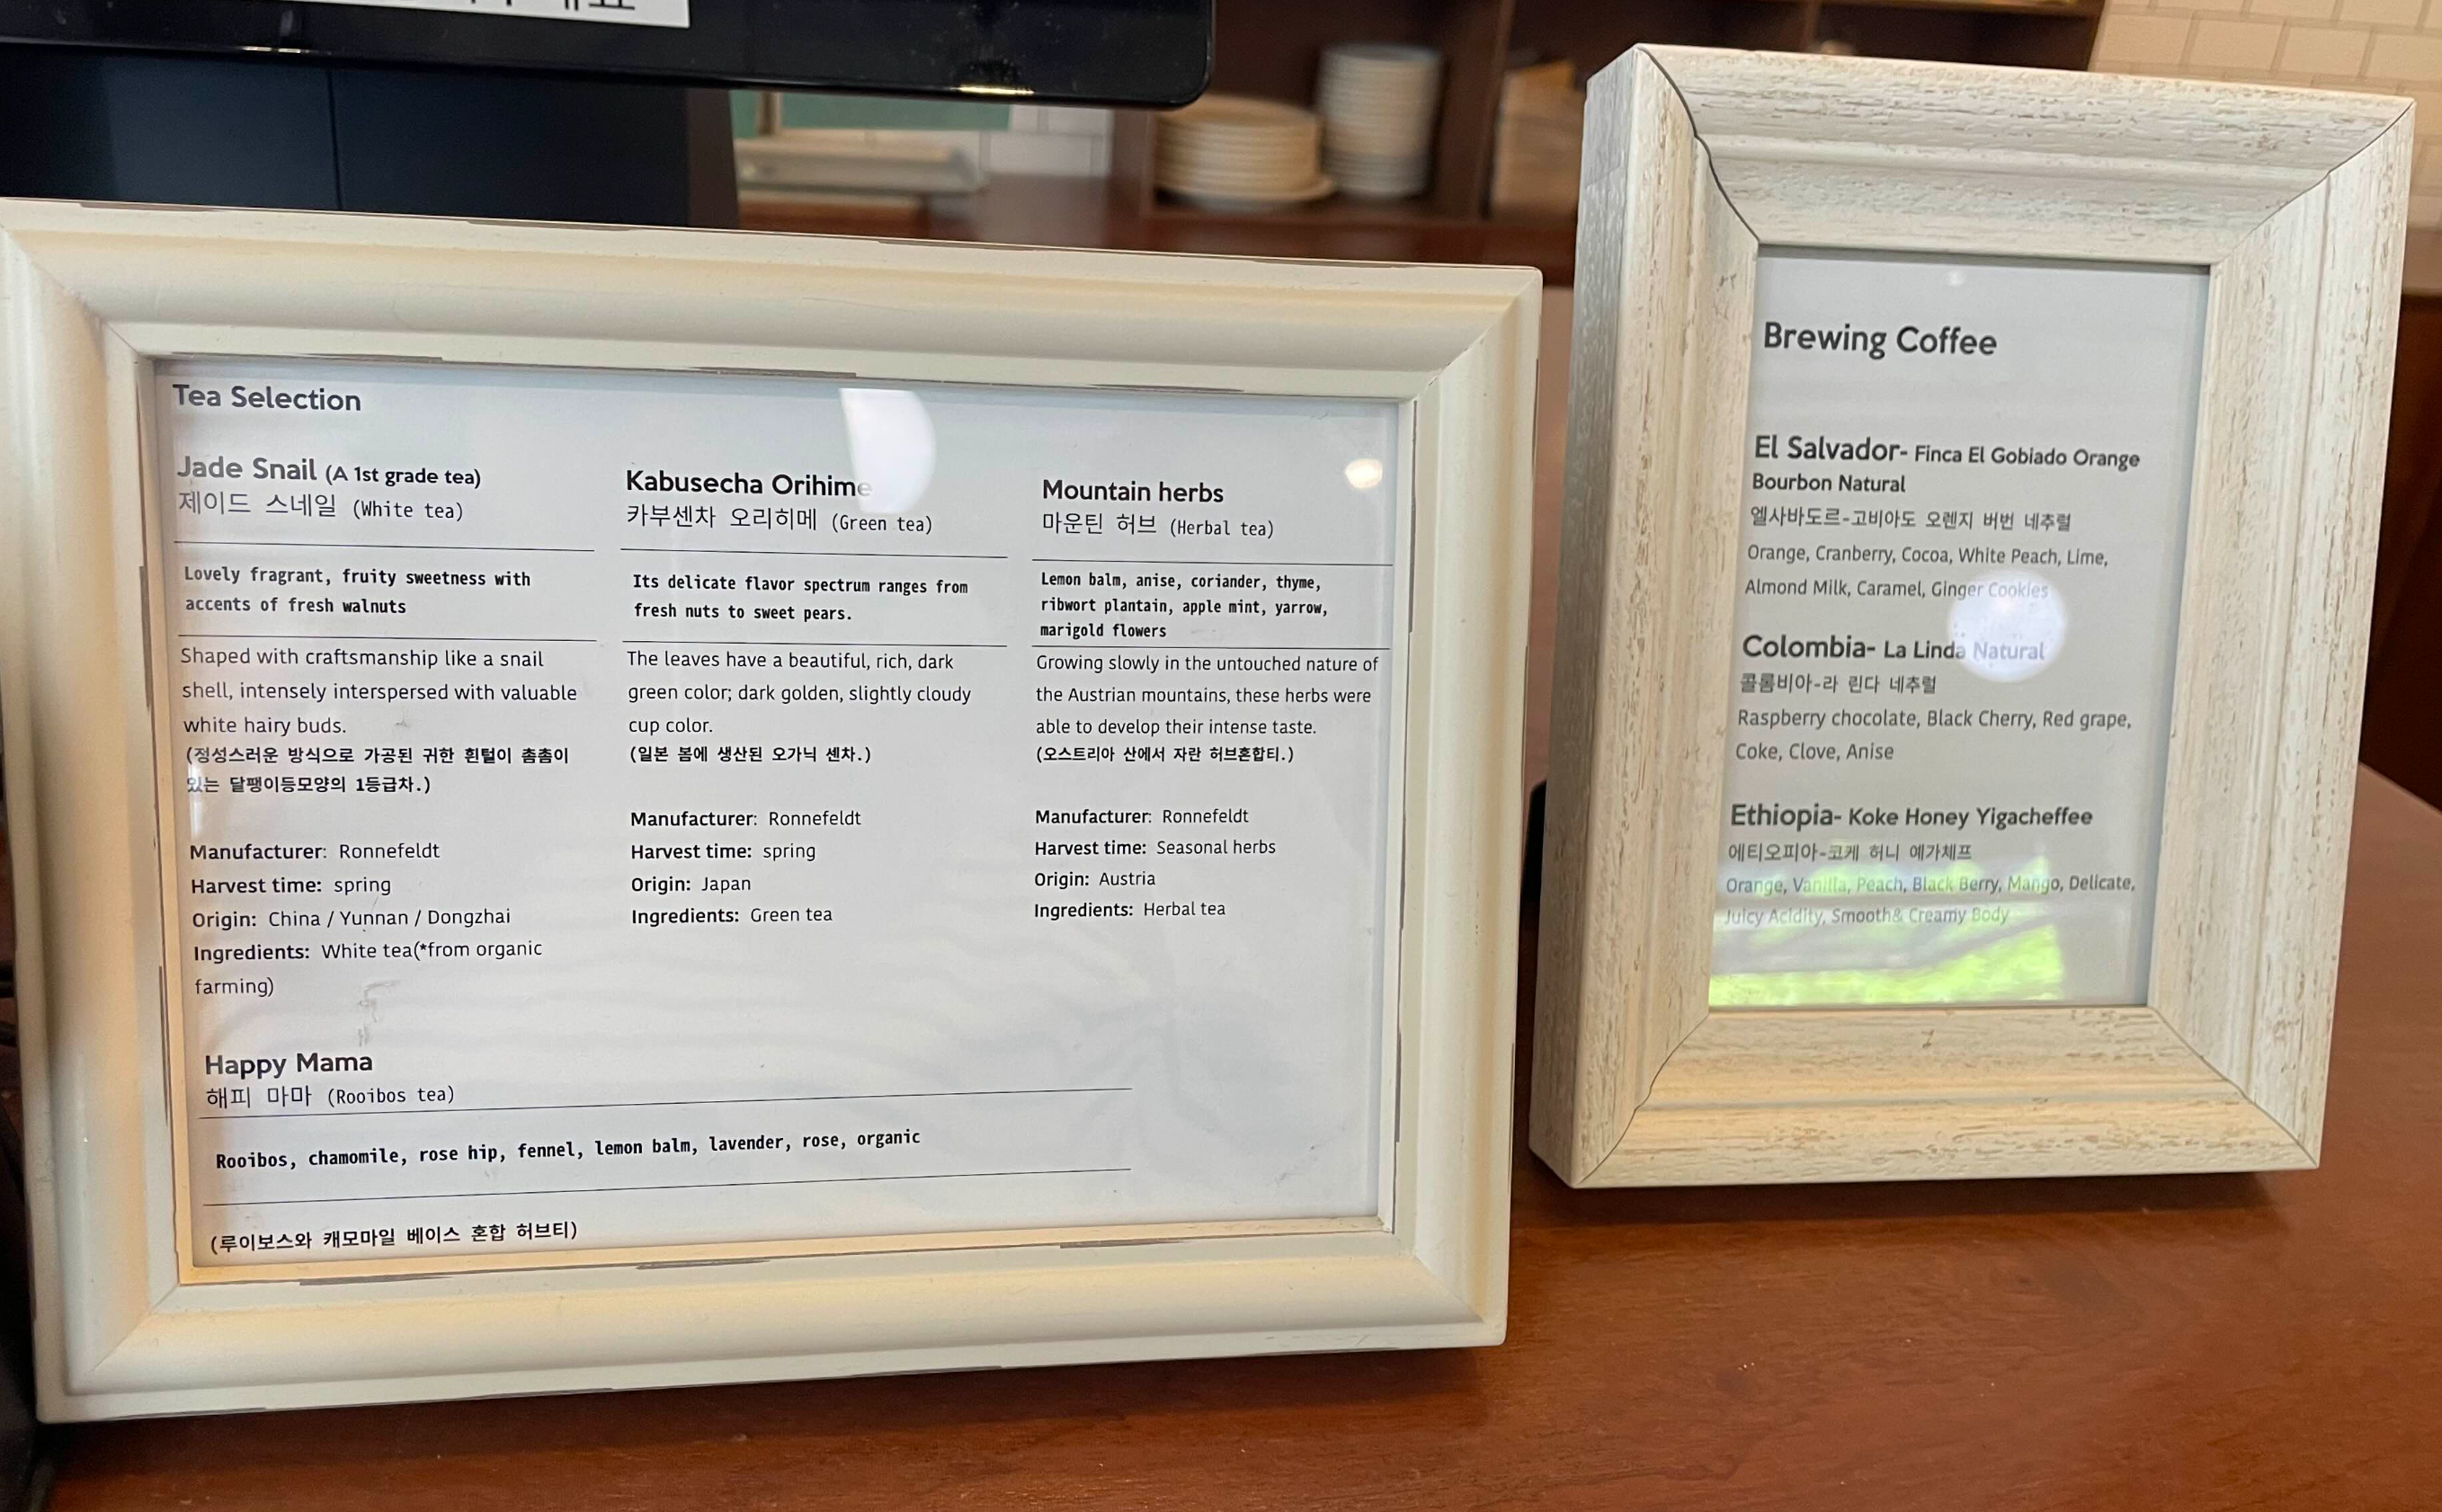 Tea Selection
Jade Snail (A 1st grade tea)
제이드 스네일 (White tea)
Lovely fragrant, fruity sweetness with
accents of fresh walnuts
Shaped with craftsmanship like a snail
shell, intensely interspersed with valuable
white hairy buds.
(정성스러운 방식으로 가공된 귀한 흰털이 촘촘이
있는 달팽이등모양의 1등급차.)
Manufacturer: Ronnefeldt
Harvest time: spring
Origin: China / Yunnan / Dongzhai
Ingredients: White tea(*from organic
farming)
Kabusecha Orihime
카부센차 오리히메 (Green tea)
Its delicate flavor spectrum ranges from
fresh nuts to sweet pears.
The leaves have a beautiful, rich, dark
green color; dark golden, slightly cloudy
cup color.
(일본 봄에 생산된 오가닉 센차.)
Manufacturer: Ronnefeldt
Harvest time: spring
Origin: Japan
Ingredients: Green tea
Mountain herbs
마운틴 허브 (Herbal tea)
Lemon balm, anise, coriander, thyme,
ribwort plantain, apple mint, yarrow,
marigold flowers
Growing slowly in the untouched nature of
the Austrian mountains, these herbs were
able to develop their intense taste.
(오스트리아 산에서 자란 허브혼합티.)
Manufacturer: Ronnefeldt
Harvest time: Seasonal herbs
Origin: Austria
Ingredients: Herbal tea
Happy Mama
해피 마마 (Rooibos tea)
Rooibos, chamomile, rose hip, fennel, lemon balm, lavender, rose, organic
(루이보스와 캐모마일 베이스 혼합 허브티)
Brewing Coffee
El Salvador- Finca El Gobiado Orange
Bourbon Natural
엘사바도르-고비아도 오렌지 버번 네추럴
Orange, Cranberry, Cocoa, White Peach, Lime,
Almond Milk, Caramel, Ginger Cookies
Colombia- La Linda Natural
콜롬비아-라 린다 네추럴
Raspberry chocolate, Black Cherry, Red grape,
Coke, Clove, Anise
Ethiopia- Koke Honey Yigacheffee
에티오피아-코케 허니 예가체프
Orange, Vanilla, Peach, Black Berry, Mango, Delicate,
Juicy Acidity, Smooth& Creamy Body